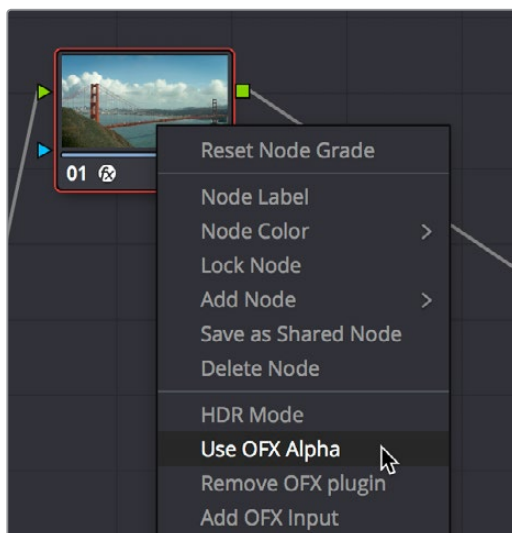 01 fx
Reset Node Grade
Node Label
Node Color >
Lock Node
Add Node >
Save as Shared Node
Delete Node
HDR Mode
Use OFX Alpha
Remove OFX plugin
Add OFX Input